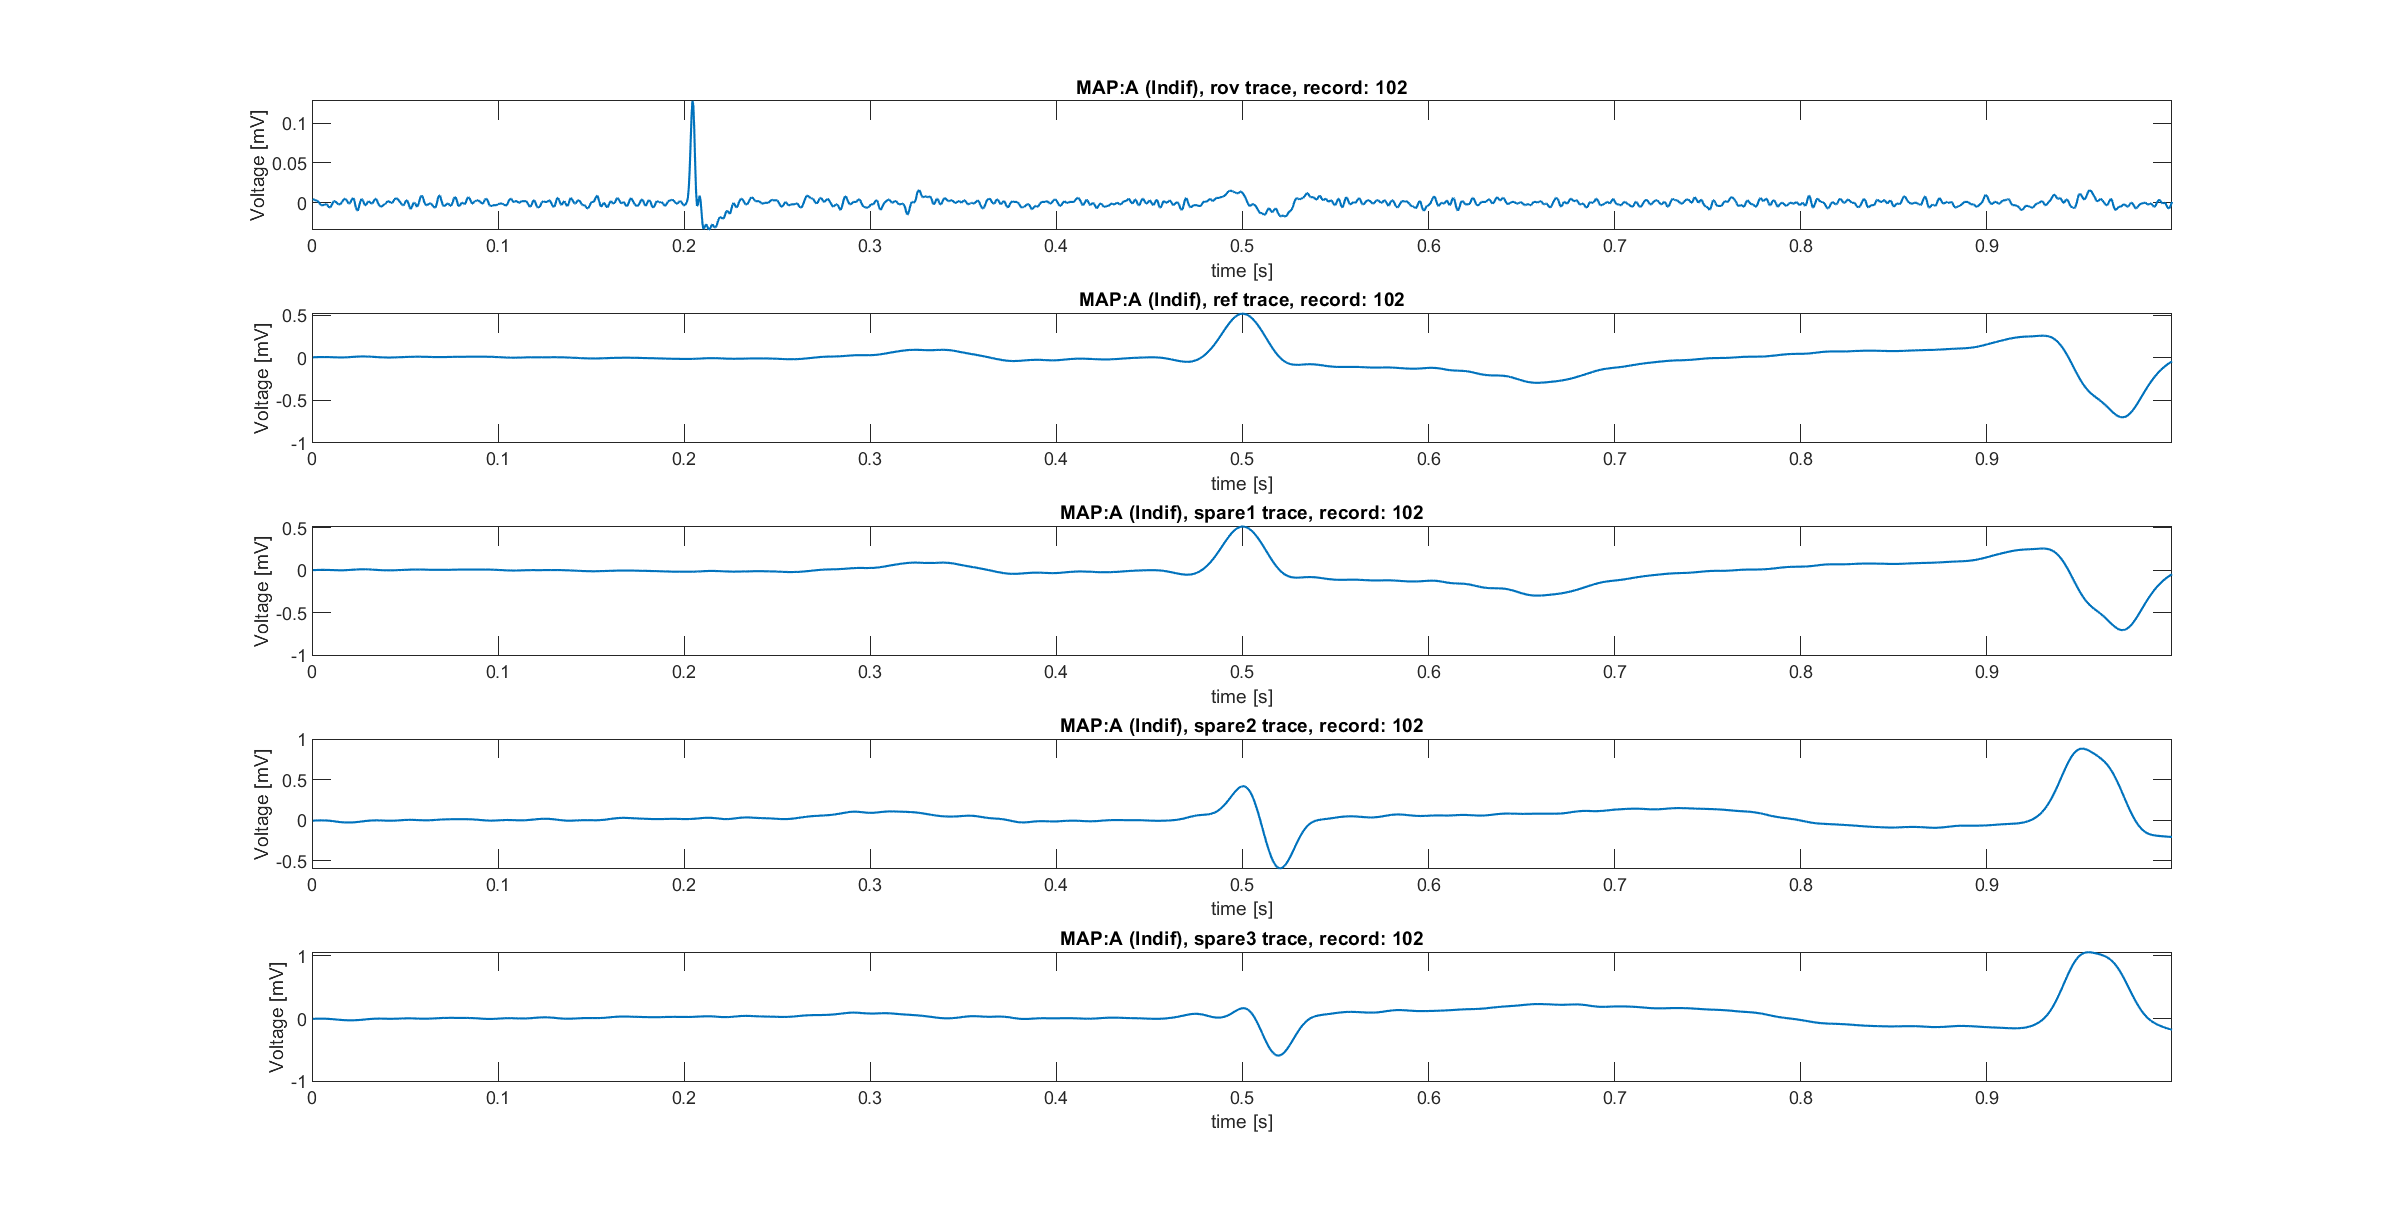 MAP:A (Indif), rov trace, record: 102
Voltage [mV]
0.1
0.05
0
0 0.1 0.2 0.3 0.4 0.5 0.6 0.7 0.8 0.9
time [s]
MAP:A (Indif), ref trace, record: 102
Voltage [mV]
0.5
0
-0.5
-1
0 0.1 0.2 0.3 0.4 0.5 0.6 0.7 0.8 0.9
time [s]
MAP:A (Indif), spare1 trace, record: 102
Voltage [mV]
0.5
0
-0.5
-1
0 0.1 0.2 0.3 0.4 0.5 0.6 0.7 0.8 0.9
time [s]
MAP:A (Indif), spare2 trace, record: 102
Voltage [mV]
1
0.5
0
-0.5
0 0.1 0.2 0.3 0.4 0.5 0.6 0.7 0.8 0.9
time [s]
MAP:A (Indif), spare3 trace, record: 102
Voltage [mV]
1
0
-1
0 0.1 0.2 0.3 0.4 0.5 0.6 0.7 0.8 0.9
time [s]